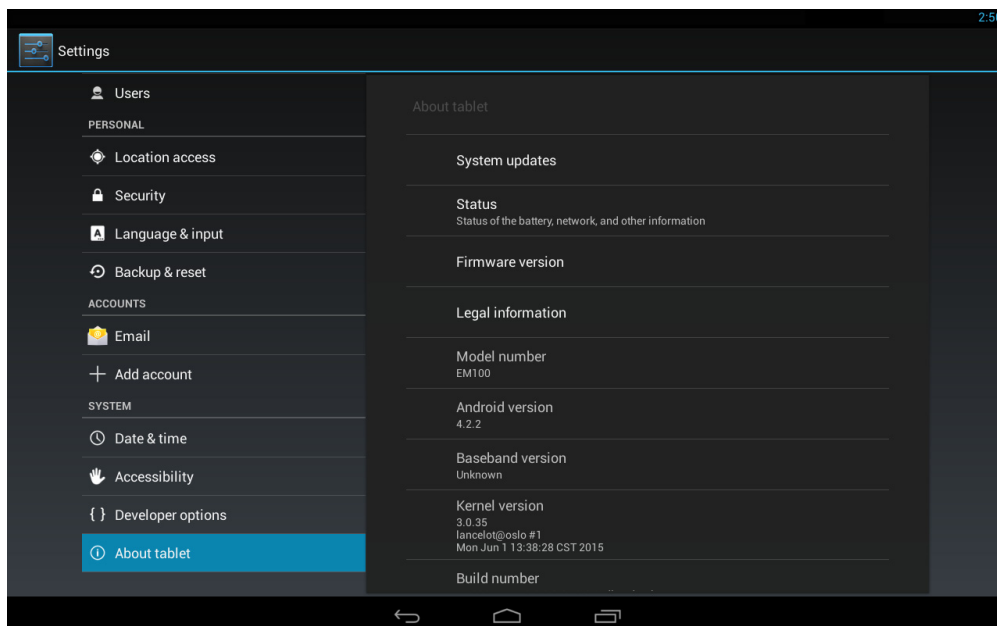 Settings
Users
PERSONAL
Location access
Security
Language & input
Backup & reset
ACCOUNTS
Email
Add account
SYSTEM
Date & time
Accessibility
{ } Developer options
About tablet
About tablet
System updates
Status
Status of the battery, network, and other information
Firmware version
Legal information
Model number
EM100
Android version
4.2.2
Baseband version
Unknown
Kernel version
3.0.35
lancelot@oslo #1
Mon Jun 1 13:38:28 CST 2015
Build number